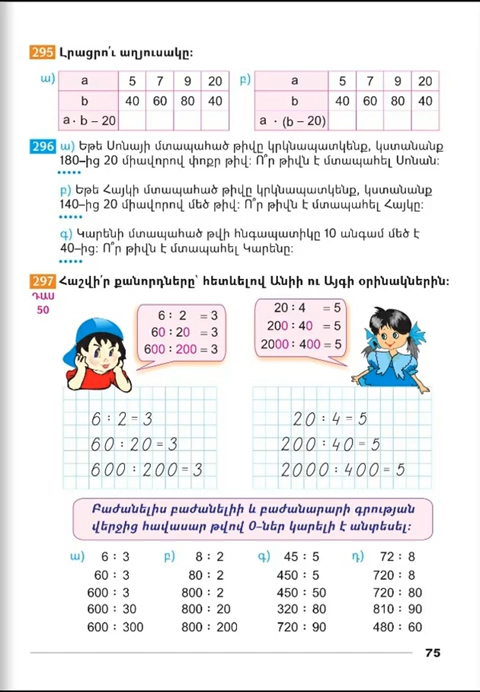 295 Լրացրո՛ւ աղյուսակը։
ա) a 5 7 9 20
b 40 60 80 40
a · b – 20
բ) a 5 7 9 20
b 40 60 80 40
a · (b – 20)
296 ա) Եթե Սոնայի մտապահած թիվը կրկնապատկենք, կստանանք
180–ից 20 միավորով փոքր թիվ։ Ո՞ր թիվն է մտապահել Սոնան։
բ) Եթե Հայկի մտապահած թիվը կրկնապատկենք, կստանանք
140–ից 20 միավորով մեծ թիվ։ Ո՞ր թիվն է մտապահել Հայկը։
գ) Կարենի մտապահած թվի հնգապատիկը 10 անգամ մեծ է
40–ից։ Ո՞ր թիվն է մտապահել Կարենը։
297 Հաշվի՛ր քանորդները՝ հետևելով Անիի ու Այգի օրինակներին։
ԴԱՍ
50
6 : 2 = 3
60 : 20 = 3
600 : 200 = 3
20 : 4 = 5
200 : 40 = 5
2000 : 400 = 5
6 : 2 = 3
60 : 20 = 3
600 : 200 = 3
20 : 4 = 5
200 : 40 = 5
2000 : 400 = 5
Բաժանելիս բաժանելիի և բաժանարարի գրության
վերջից հավասար թվով 0–ներ կարելի է անտեսել։
ա) 6 : 3 բ) 8 : 2 գ) 45 : 5 դ) 72 : 8
60 : 3 80 : 2 450 : 5 720 : 8
600 : 3 800 : 2 450 : 50 720 : 80
600 : 30 800 : 20 320 : 80 810 : 90
600 : 300 800 : 200 720 : 90 480 : 60
75